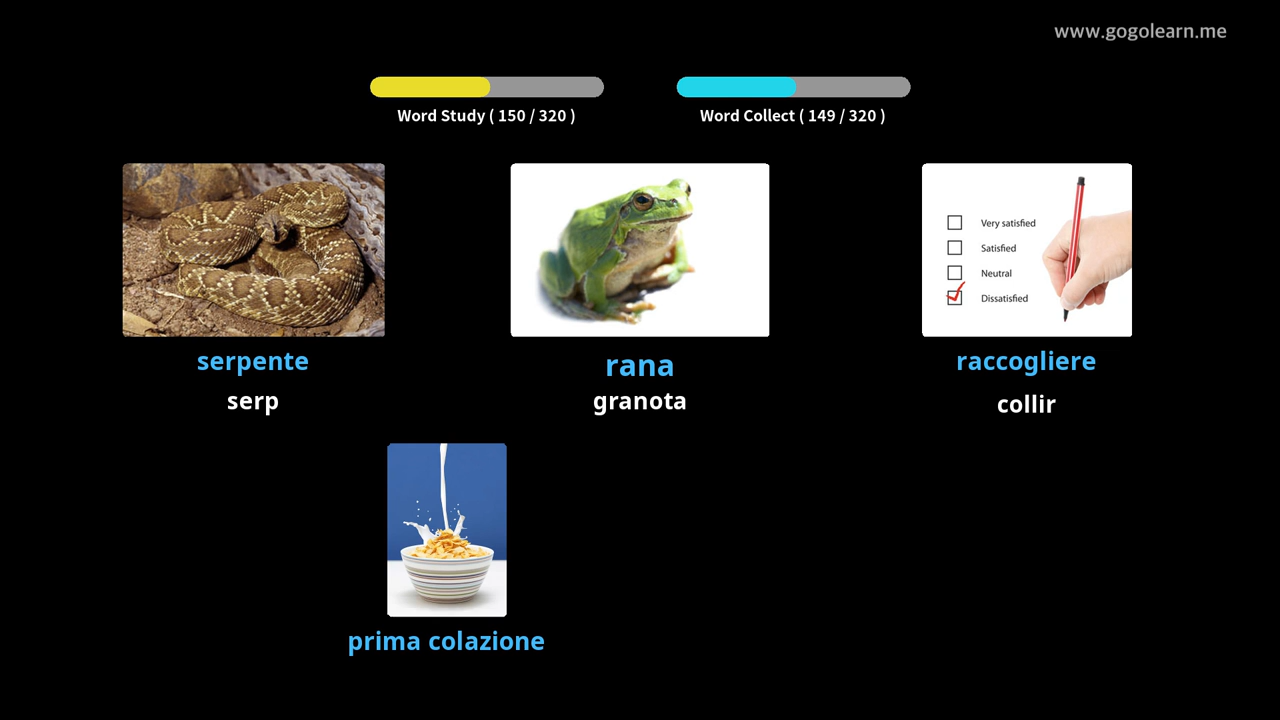 www.gogolearn.me
Word Study ( 150 / 320 )
Word Collect ( 149 / 320 )
Very satisfied
Satisfied
Neutral
Dissatisfied
serpente
rana
raccogliere
serp
granota
collir
prima colazione